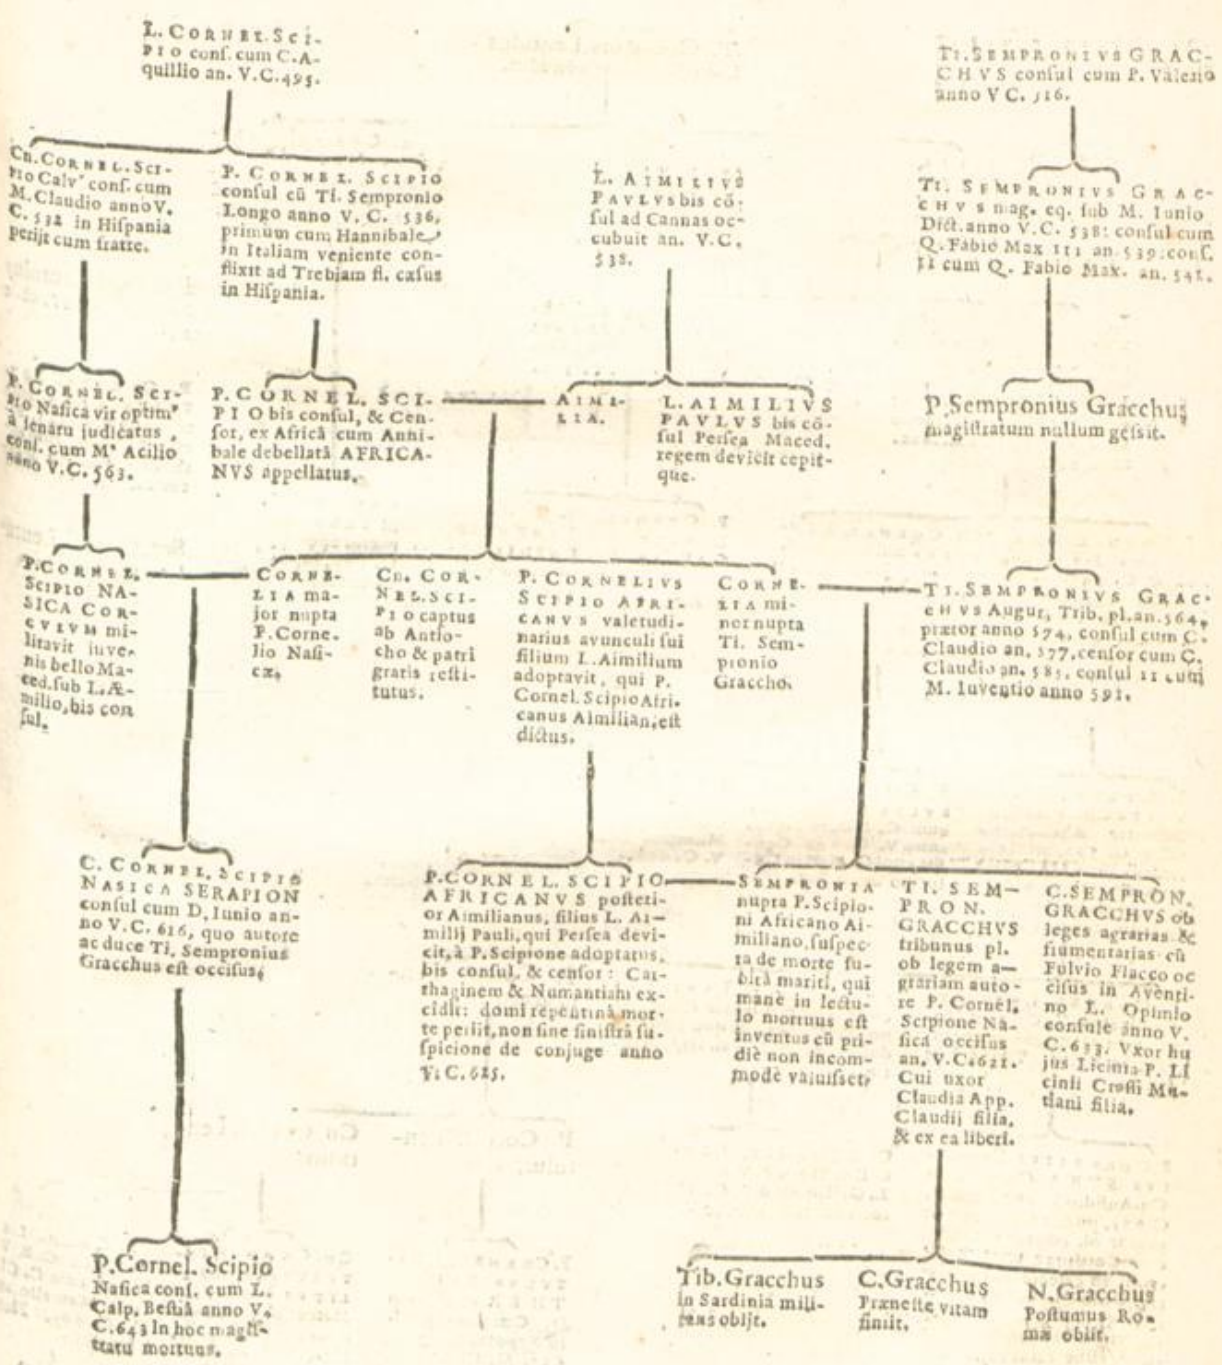 L. CORNEL. SCI-
PIO conſ. cum C. A-
quillio an. V. C. 495.
TI. SEMPRONIVS GRAC-
CHVS conſul cum P. Valerio
anno V C. 516.
Cn. CORNEL. SCI-
PIO Calv' conſ. cum
M. Claudio anno V.
C. 532 in Hiſpania
perijt cum fratre.
P. CORNEL. SCIPIO
conſul cū Ti. Sempronio
Longo anno V. C. 536,
primùm cum Hannibale
in Italiam veniente con-
flixit ad Trebiam fl. cæſus
in Hiſpania.
L. AIMILIVS
PAVLVS bis cō-
ſul ad Cannas oc-
cubuit an. V. C.
538.
TI. SEMPRONIVS GRAC-
CHVS mag. eq. ſub M. Iunio
Dict. anno V. C. 538: conſul cum
Q. Fabio Max III an. 539: conſ.
II cum Q. Fabio Max. an. 541.
P. CORNEL. SCI-
PIO Naſica vir optim'
à ſenatu judicatus,
conſ. cum M' Acilio
anno V. C. 563.
P. CORNEL. SCI-
PIO bis conſul, & Cen-
ſor, ex Africâ cum Anni-
bale debellatâ AFRICA-
NVS appellatus.
AIMI-
LIA.
L. AIMILIVS
PAVLVS bis cō-
ſul Perſea Maced.
regem devicit cepit-
que.
P. Sempronius Gracchus
magiſtratum nullum geſsit.
P. CORNEL.
SCIPIO NA-
SICA COR-
CVLVM mi-
litavit iuve-
nis bello Ma-
ced. ſub L. Æ-
milio, bis con
ſul.
CORNE-
LIA ma-
jor nupta
P. Corne-
lio Naſi-
cæ.
Cn. COR-
NEL. SCI-
PIO captus
ab Antio-
cho & patri
gratis reſti-
tutus.
P. CORNELIVS
SCIPIO AFRI-
CANVS valetudi-
narius avunculi ſui
filium L. Aimilium
adoptavit, qui P.
Cornel. Scipio Afri-
canus Aimilian. eſt
dictus.
CORNE-
LIA mi-
nor nupta
Ti. Sem-
pronio
Graccho.
TI. SEMPRONIVS GRAC-
CHVS Augur, Trib. pl. an. 564,
prætor anno 574, conſul cum C.
Claudio an. 577, cenſor cum C.
Claudio an. 585, conſul II cum
M. Iuventio anno 591.
C. CORNEL. SCIPIO
NASICA SERAPION
conſul cum D. Iunio an-
no V. C. 616, quo autore
ac duce Ti. Sempronius
Gracchus eſt occiſus.
P. CORNEL. SCIPIO
AFRICANVS poſteri-
or Aimilianus, filius L. Ai-
milij Pauli, qui Perſea devi-
cit, à P. Scipione adoptatus,
bis conſul, & cenſor: Car-
thaginem & Numantiam ex-
cidit: domi repentinâ mor-
te periit, non ſine ſiniſtrâ ſu-
ſpicione de conjuge anno
V. C. 625.
SEMPRONIA
nupta P. Scipio-
ni Africano Ai-
miliano, ſuſpec-
ta de morte ſu-
bitâ mariti, qui
manè in lectu-
lo mortuus eſt
inventus cū pri-
diè non incom-
modè valuiſſet.
TI. SEM-
PRON.
GRACCHVS
tribunus pl.
ob legem a-
grariam auto-
re P. Cornel.
Scipione Na-
ſicâ occiſus
an. V. C. 621.
Cui uxor
Claudia App.
Claudij filia,
& ex ea liberi.
C. SEMPRON.
GRACCHVS ob
leges agrarias &
frumentarias cū
Fulvio Flacco oc
ciſus in Aventi-
no L. Opimio
conſule anno V.
C. 633. Vxor hu
jus Licinia P. Li
cinii Craſſi Mu-
tiani filia.
P. Cornel. Scipio
Naſica conſ. cum L.
Calp. Beſtiâ anno V.
C. 643 In hoc magiſ-
tratu mortuus.
Tib. Gracchus
in Sardinia mili-
tans obijt.
C. Gracchus
Præneſte vitam
finiit.
N. Gracchus
Poſtumus Ro-
mæ obiit.